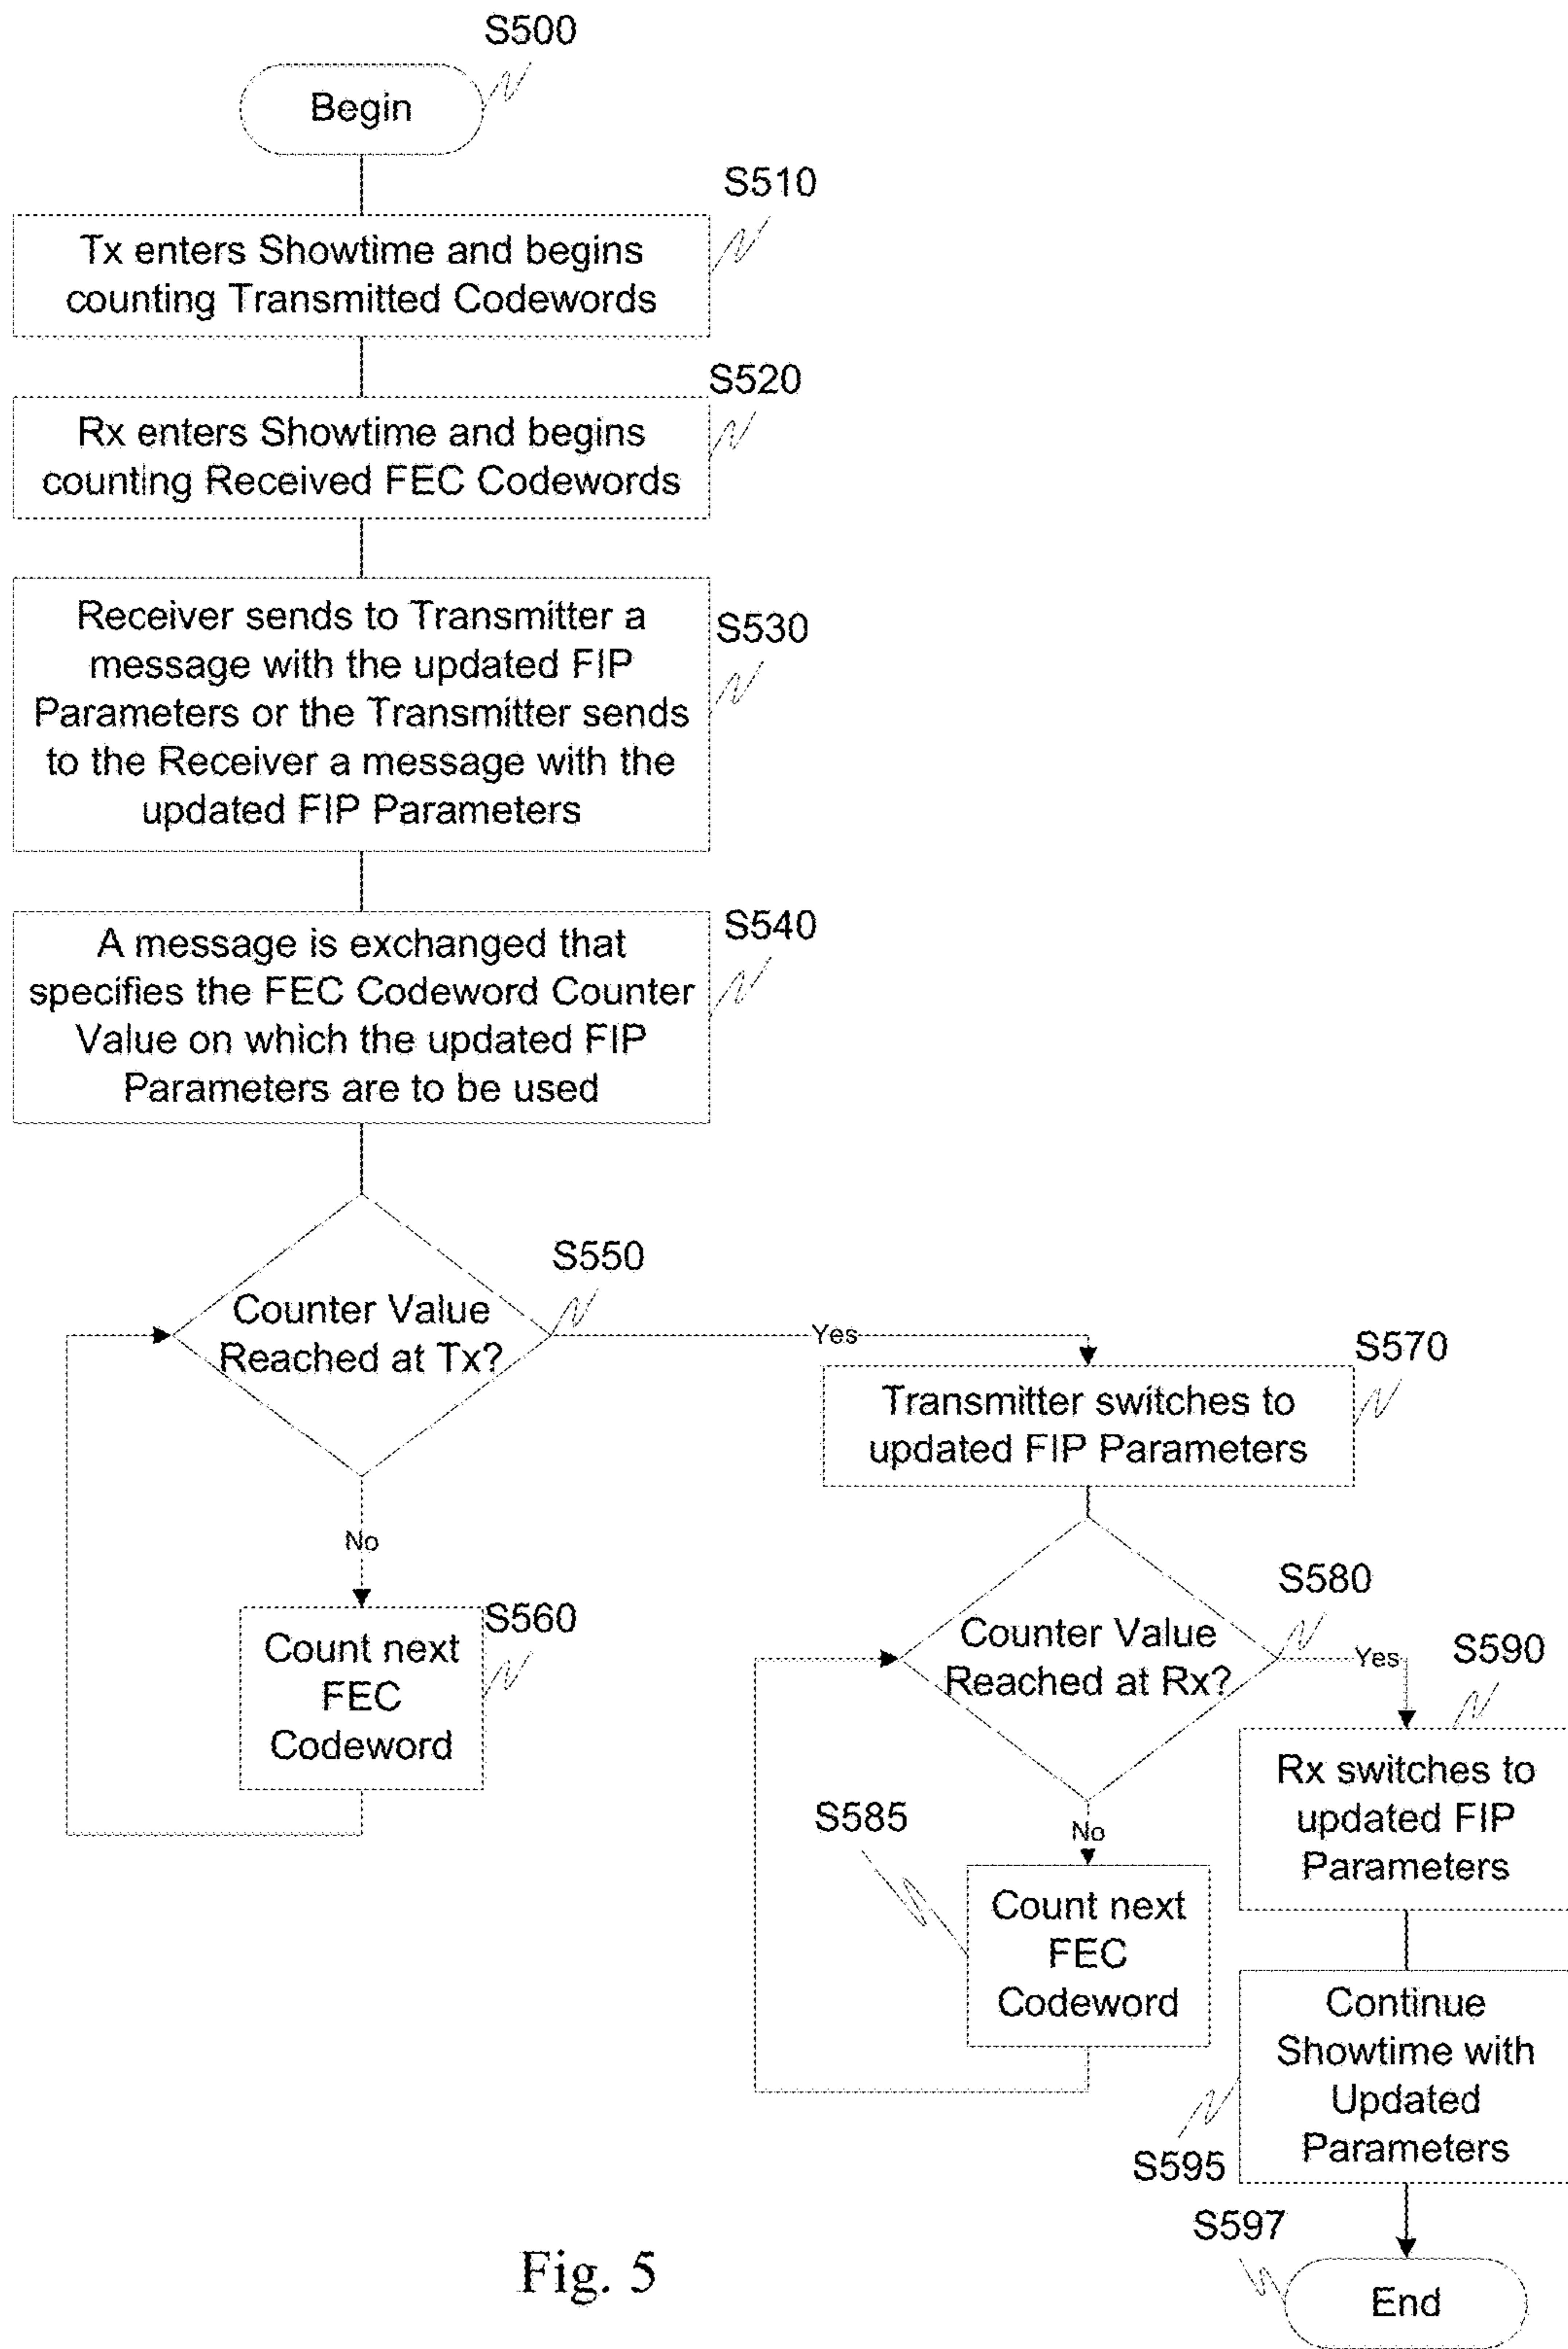 S500
Begin
S510
Tx enters Showtime and begins
counting Transmitted Codewords
S520
Rx enters Showtime and begins
counting Received FEC Codewords
S530
Receiver sends to Transmitter a
message with the updated FIP
Parameters or the Transmitter sends
to the Receiver a message with the
updated FIP Parameters
S540
A message is exchanged that
specifies the FEC Codeword Counter
Value on which the updated FIP
Parameters are to be used
S550
Counter Value
Reached at Tx?
Yes
No
S560
Count next
FEC
Codeword
S570
Transmitter switches to
updated FIP Parameters
S580
Counter Value
Reached at Rx?
Yes
No
S585
Count next
FEC
Codeword
S590
Rx switches to
updated FIP
Parameters
Continue
Showtime with
Updated
Parameters
S595
S597
End
Fig. 5